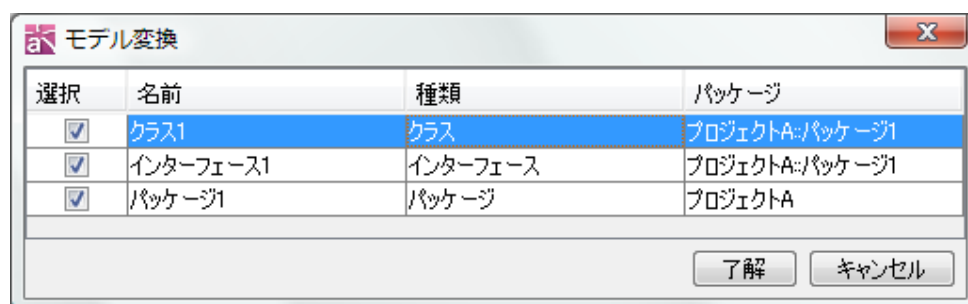 モデル変換
選択 名前 種類 パッケージ
クラス1 クラス プロジェクトA::パッケージ1
インターフェース1 インターフェース プロジェクトA::パッケージ1
パッケージ1 パッケージ プロジェクトA
了解 キャンセル